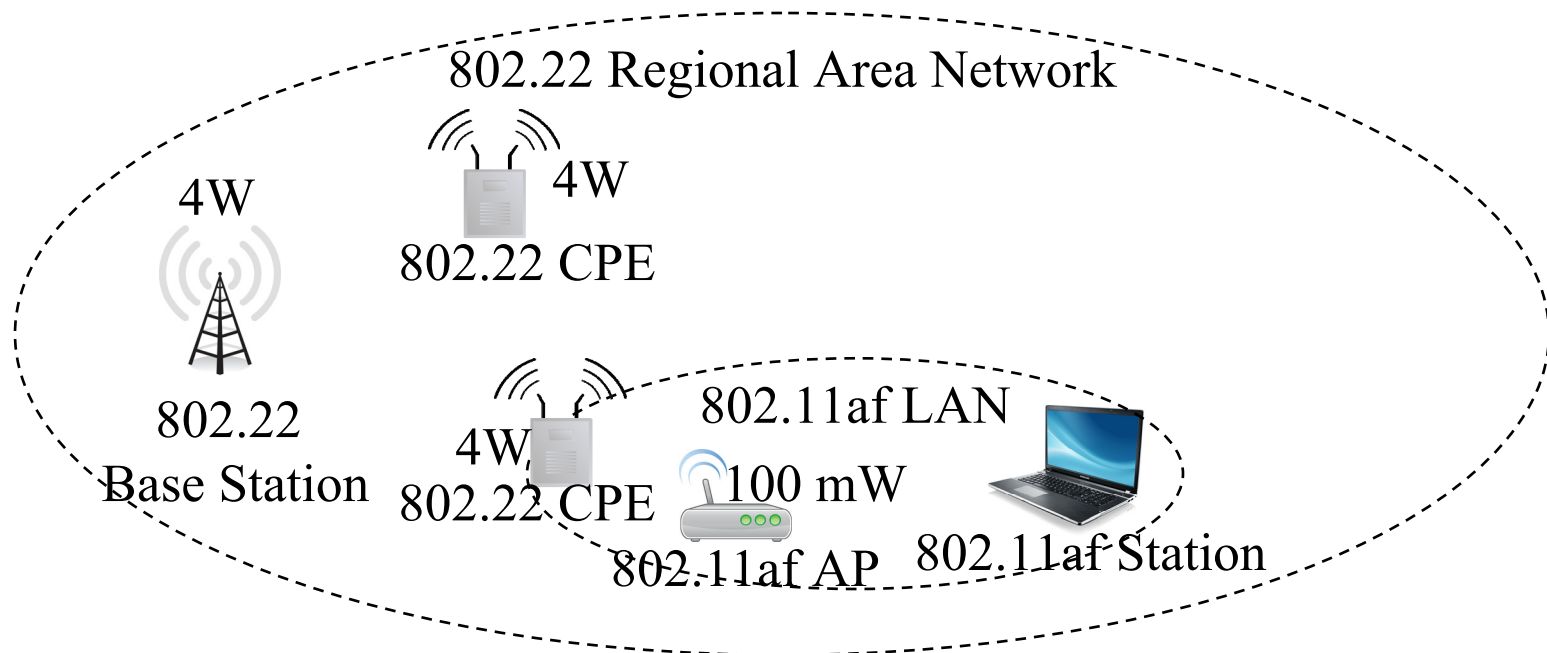 802.22 Regional Area Network
4W
4W
802.22 CPE
802.22
Base Station
802.11af LAN
4W
802.22 CPE
100 mW
802.11af AP
802.11af Station